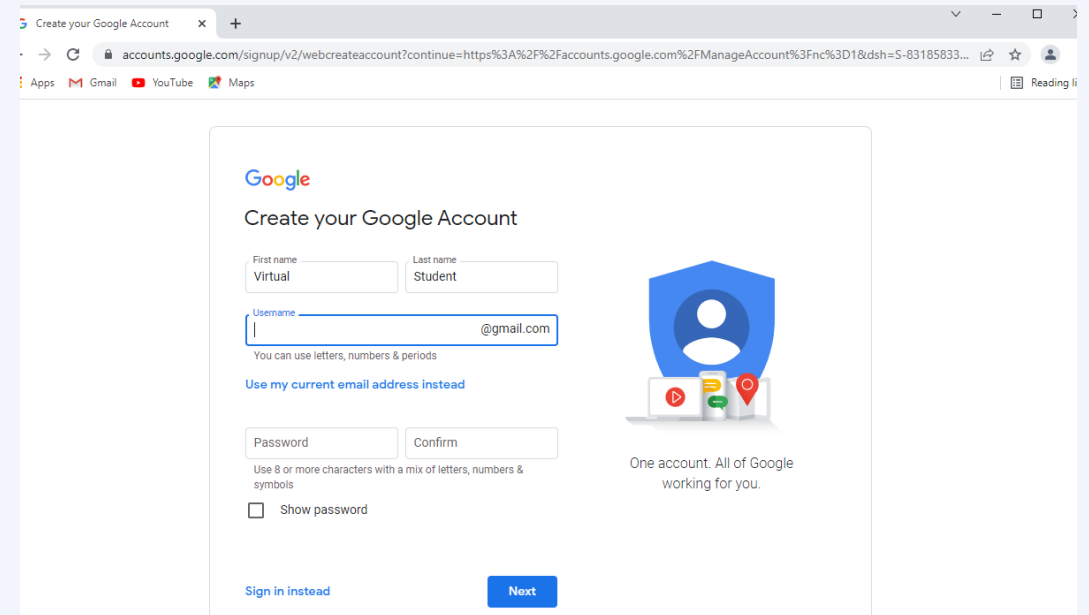 Create your Google Account
accounts.google.com/signup/v2/webcreateaccount?continue=https%3A%2F%2Faccounts.google.com%2FManageAccount%3Fnc%3D1&dsh=S-83185833...
Apps Gmail YouTube Maps Reading li
Google
Create your Google Account
First name Last name
Virtual Student
Username
@gmail.com
You can use letters, numbers & periods
Use my current email address instead
Password Confirm
Use 8 or more characters with a mix of letters, numbers &
symbols
Show password
One account. All of Google
working for you.
Sign in instead Next